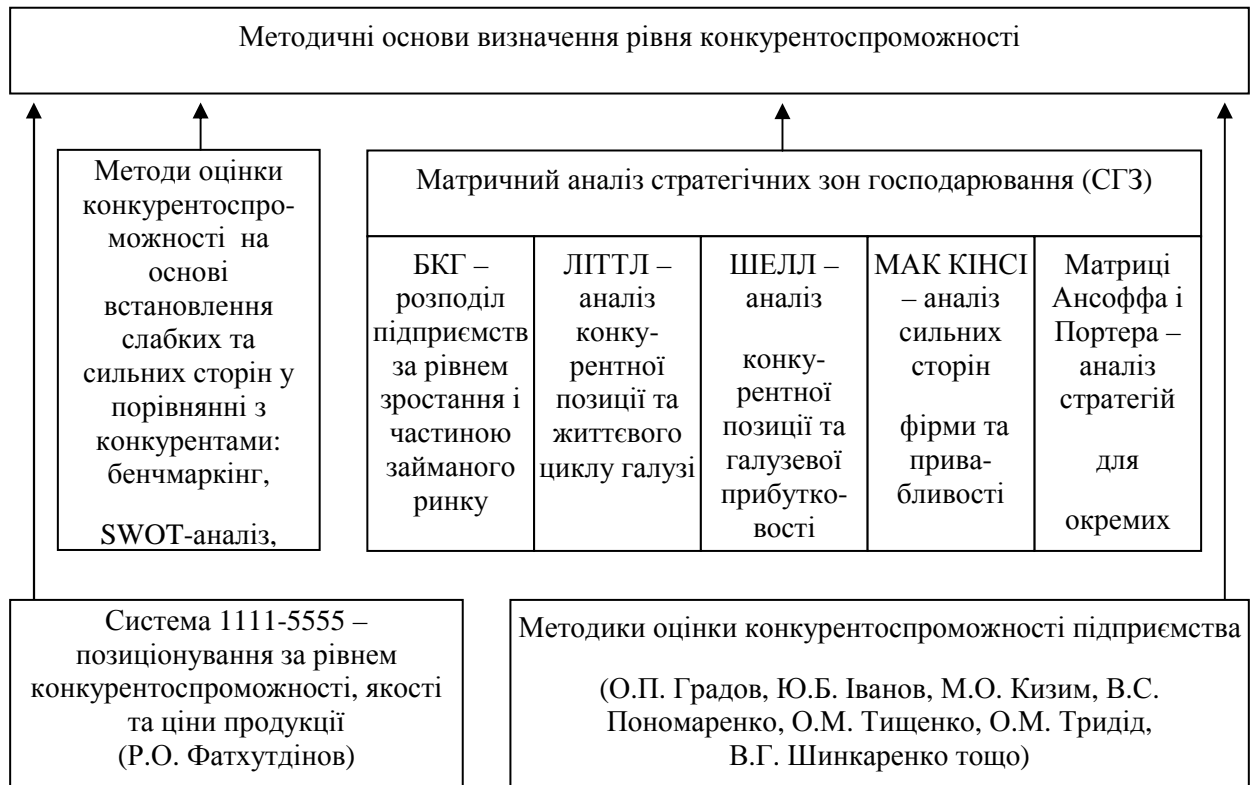 Методичні основи визначення рівня конкурентоспроможності
Методи оцінки
конкурентоспро-
можності на
основі
встановлення
слабких та
сильних сторін у
порівнянні з
конкурентами:
бенчмаркінг,
SWOT-аналіз,
Матричний аналіз стратегічних зон господарювання (СГЗ)
БКГ –
розподіл
підприємств
за рівнем
зростання і
частиною
займаного
ринку
ЛІТТЛ –
аналіз
конку-
рентної
позиції та
життєвого
циклу галузі
ШЕЛЛ –
аналіз
конку-
рентної
позиції та
галузевої
прибутко-
вості
МАК КІНСІ
– аналіз
сильних
сторін
фірми та
прива-
бливості
Матриці
Ансоффа і
Портера –
аналіз
стратегій
для
окремих
Система 1111-5555 –
позиціонування за рівнем
конкурентоспроможності, якості
та ціни продукції
(Р.О. Фатхутдінов)
Методики оцінки конкурентоспроможності підприємства
(О.П. Градов, Ю.Б. Іванов, М.О. Кизим, В.С.
Пономаренко, О.М. Тищенко, О.М. Тридід,
В.Г. Шинкаренко тощо)